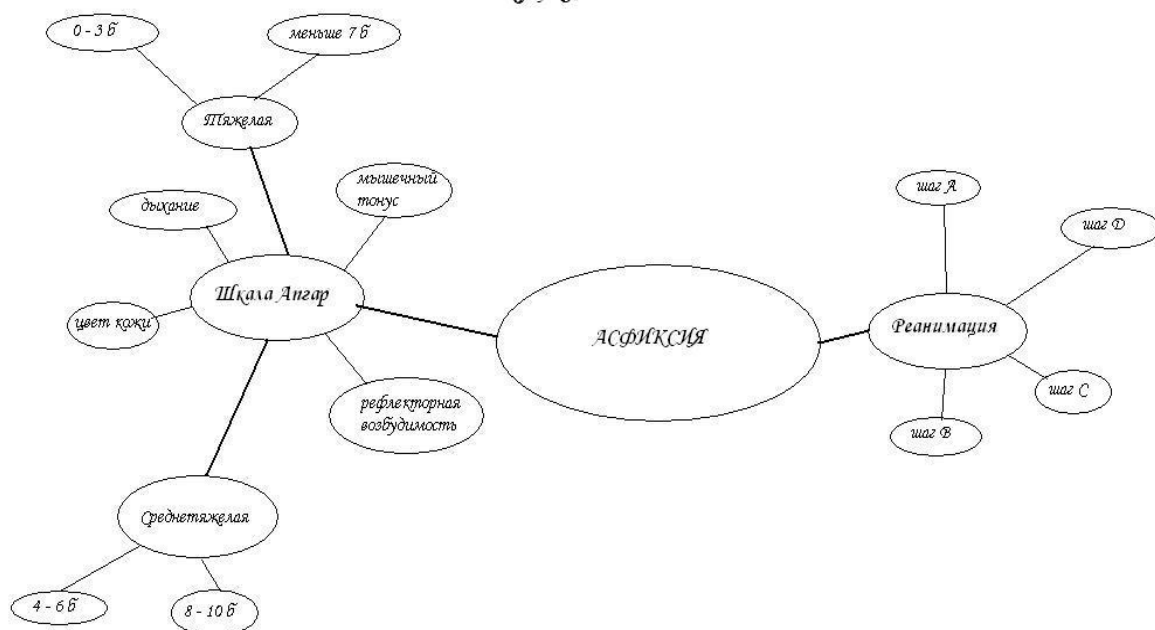 0 - 3 б
меньше 7 б
Тяжелая
мышечный
тонус
дыхание
шаг А
шаг D
Шкала Апгар
цвет кожи
АСФИКСИЯ
Реанимация
шаг С
рефлекторная
возбудимость
шаг В
Среднетяжелая
4 - 6 б
8 - 10 б